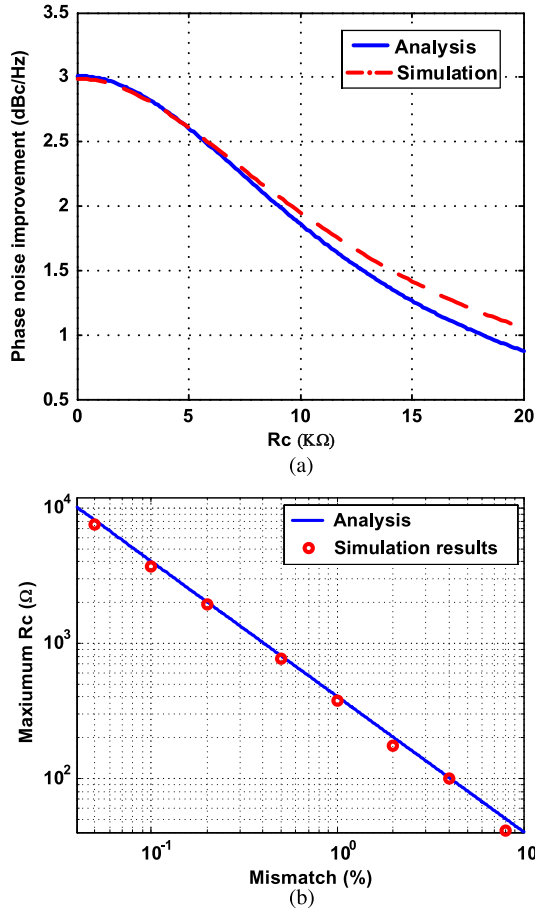 3.5
3
2.5
2
1.5
1
0.5
Phase noise improvement (dBc/Hz)
Analysis
Simulation
0 5 10 15 20
Rc (KΩ)
(a)
10^4
10^3
10^2
Maxiumum Rc (Ω)
Analysis
Simulation results
10^-1 10^0 10
Mismatch (%)
(b)